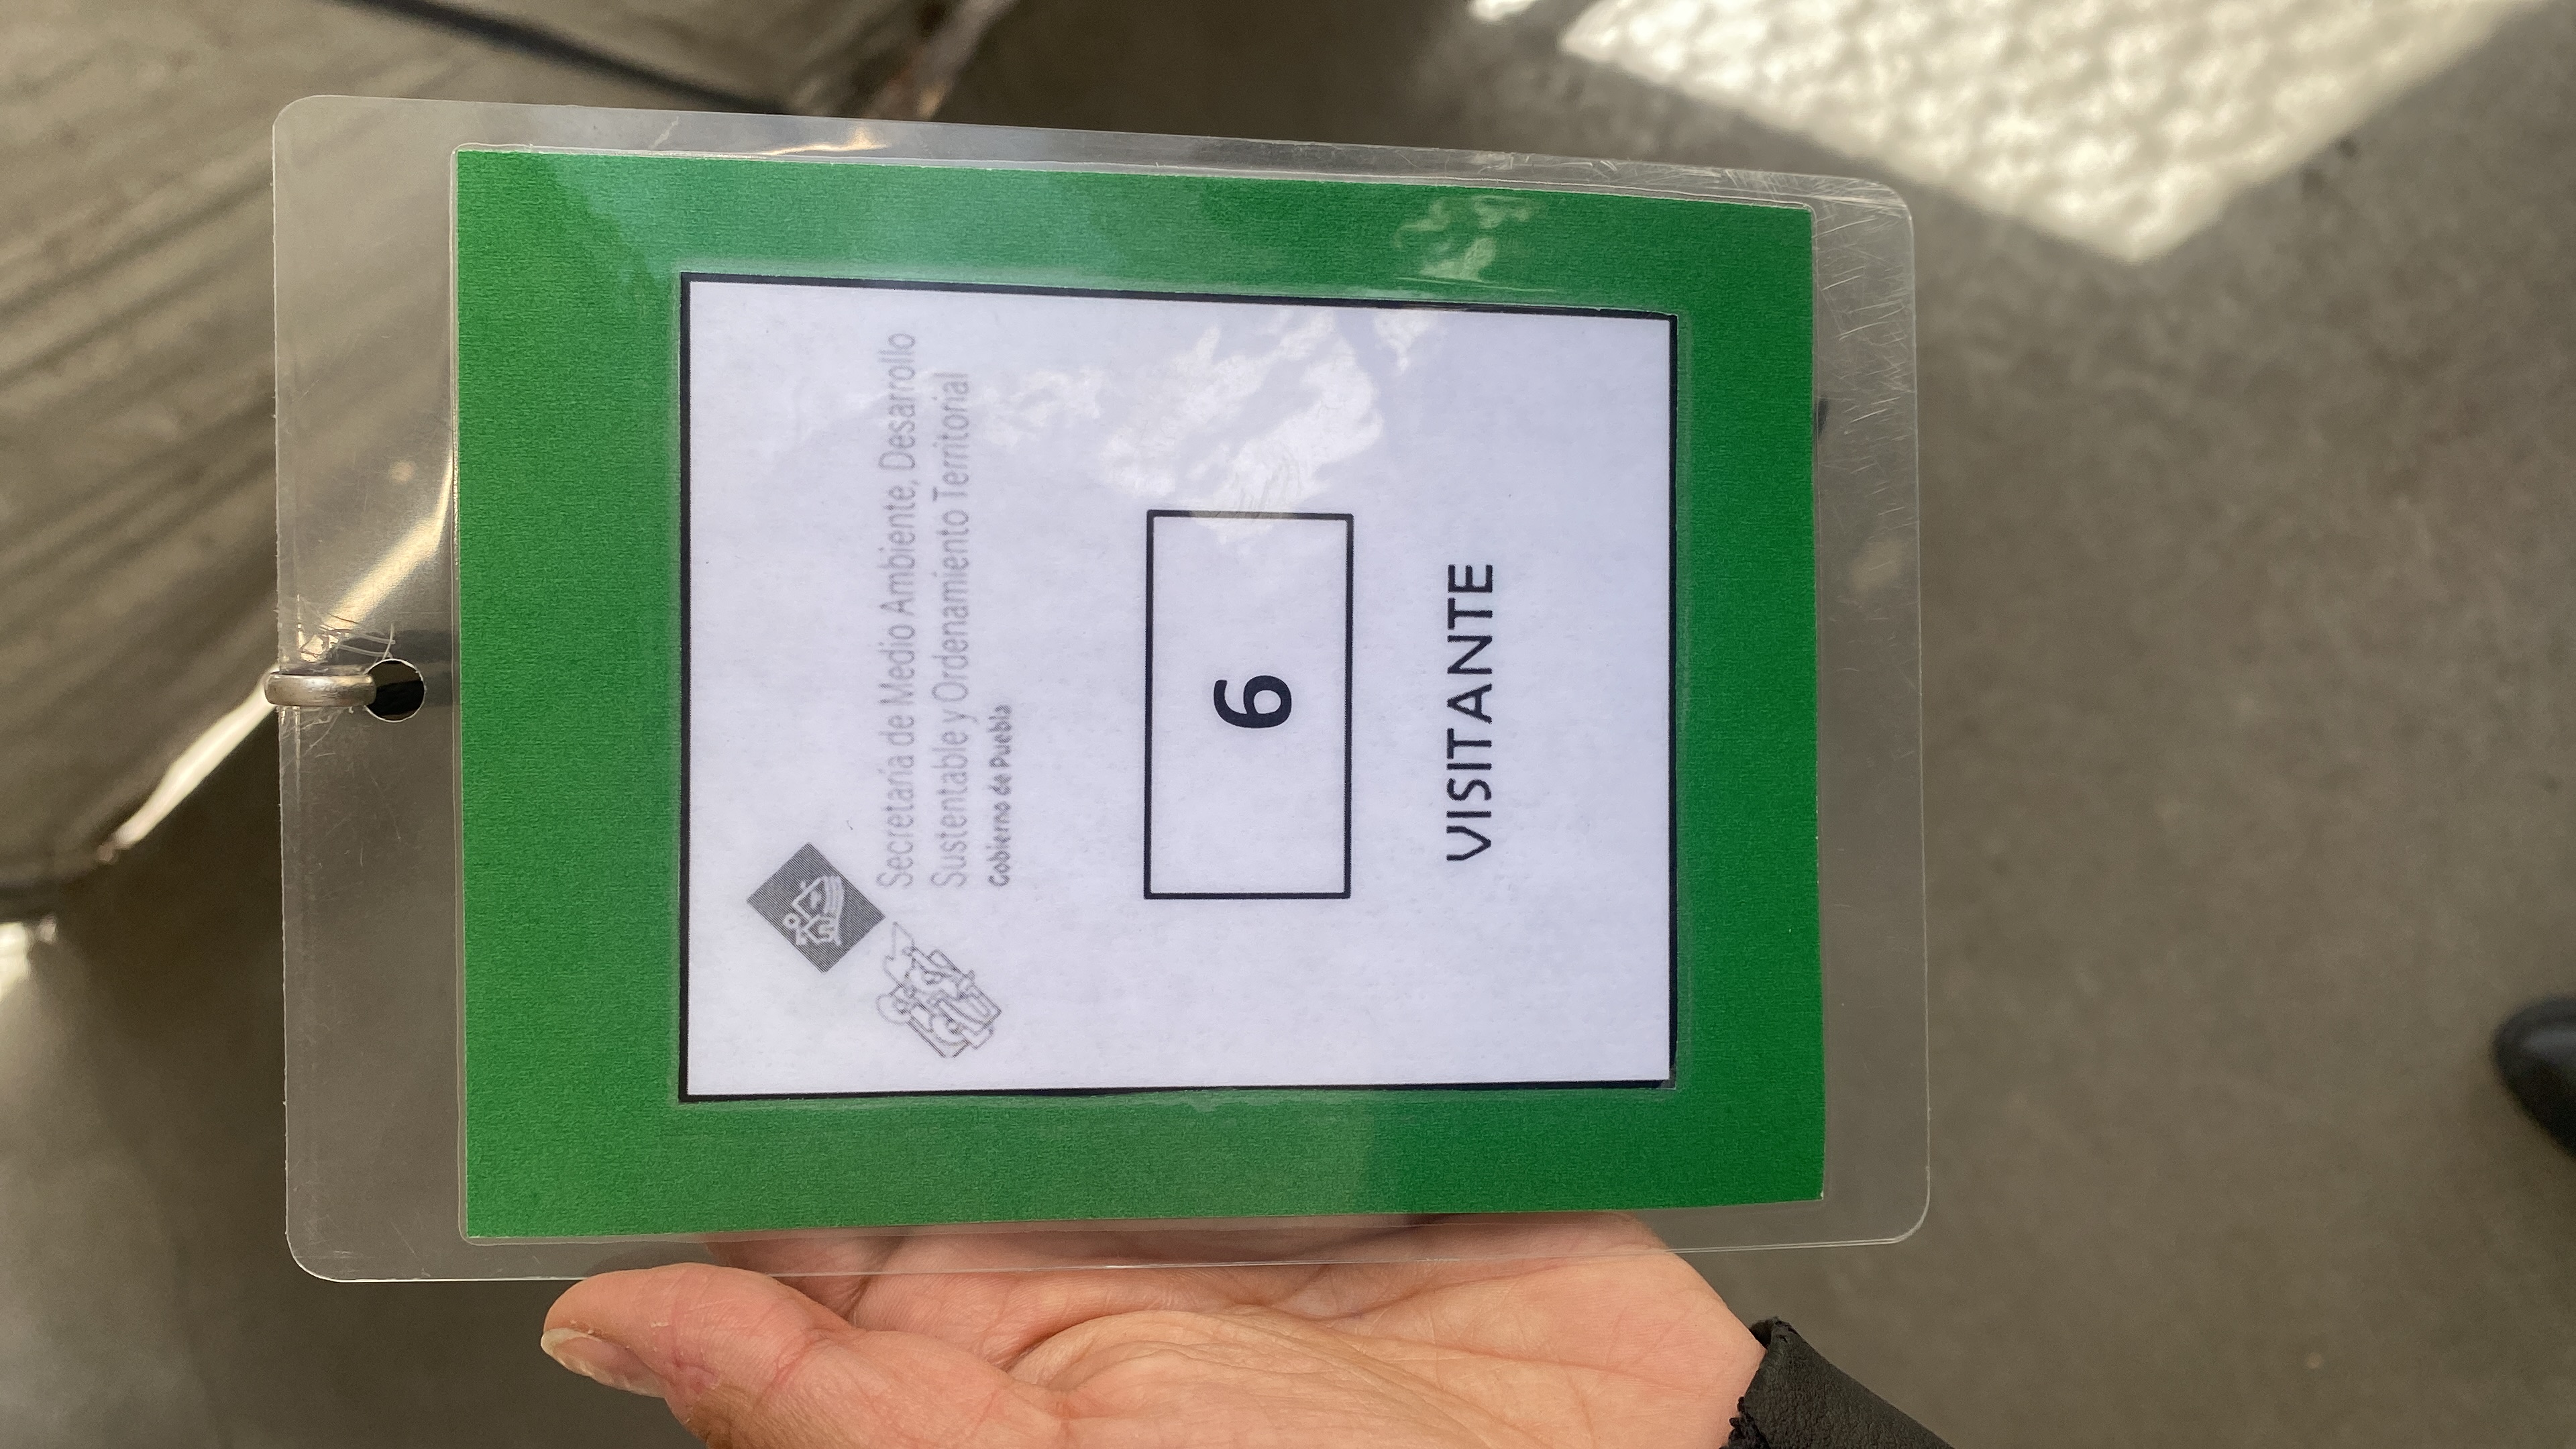 Secretaría de Medio Ambiente, Desarrollo
Sustentable y Ordenamiento Territorial
Gobierno de Puebla
6
VISITANTE